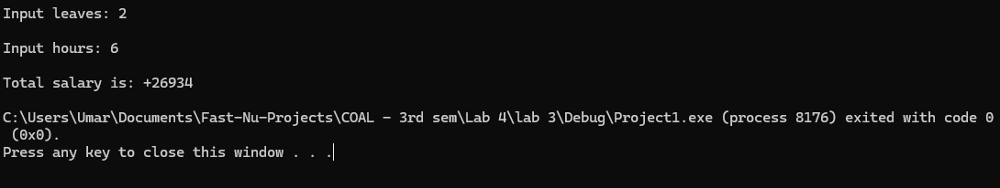 Input leaves: 2
Input hours: 6
Total salary is: +26934
C:\Users\Umar\Documents\Fast-Nu-Projects\COAL - 3rd sem\Lab 4\lab 3\Debug\Project1.exe (process 8176) exited with code 0
(0x0).
Press any key to close this window . . .